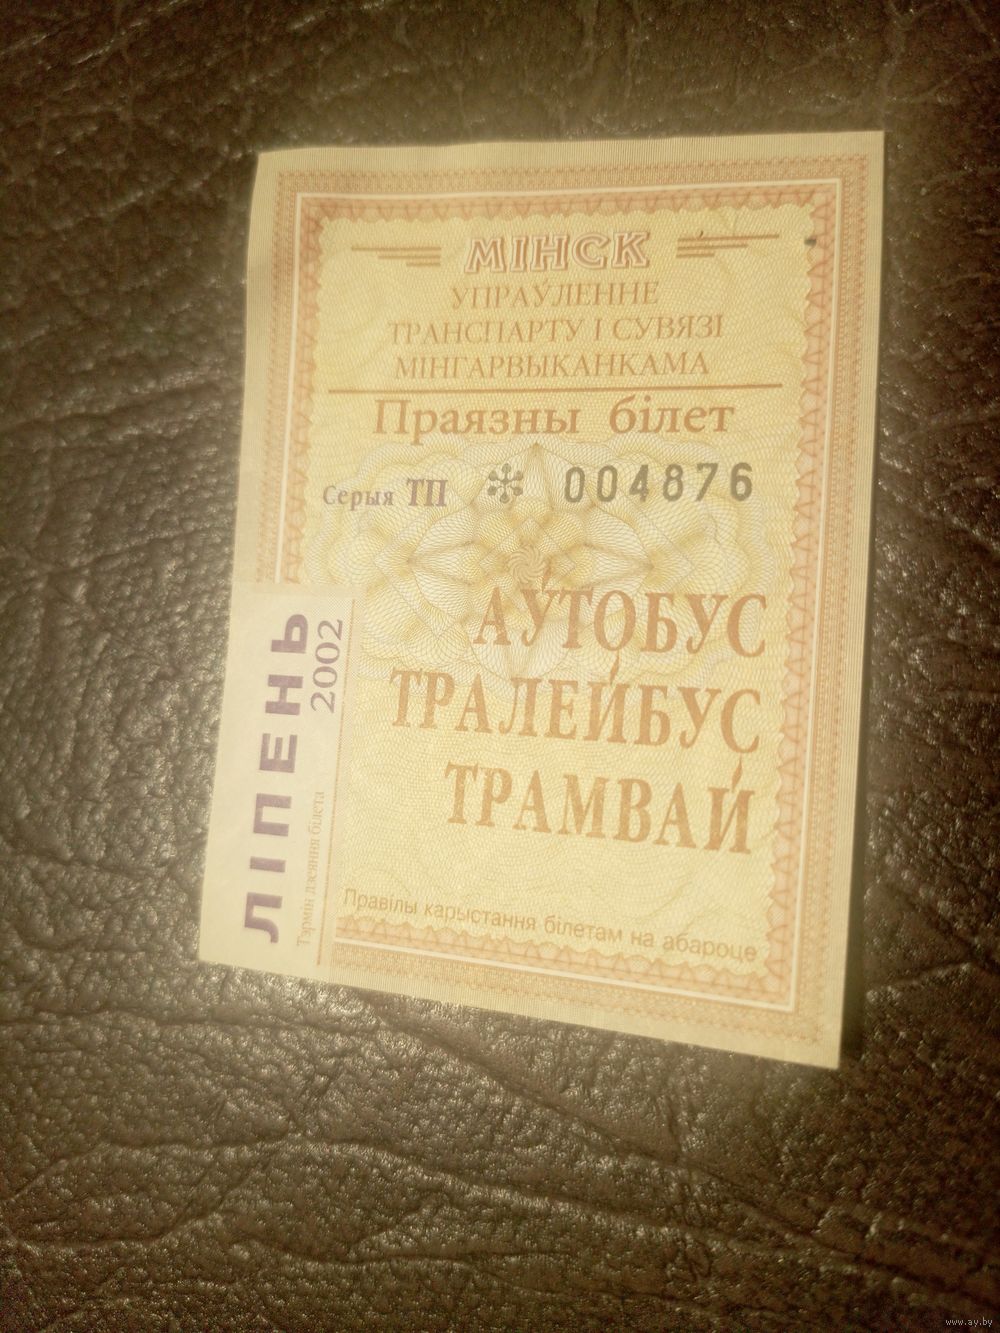 МІНСК
УПРАЎЛЕННЕ
ТРАНСПАРТУ І СУВЯЗІ
МІНГАРВЫКАНКАМА
Праязны білет
Серыя ТП * 004876
АЎТОБУС
ТРАЛЕЙБУС
ТРАМВАЙ
Правілы карыстання білетам на абароце
ЛІПЕНЬ
2002
Тэрмін дзеяння білета
www.ay.by